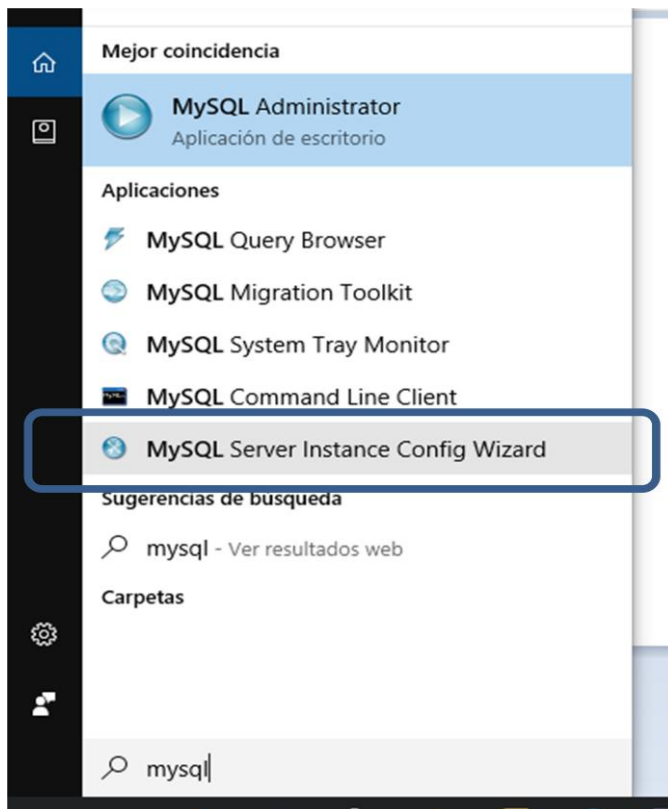 Mejor coincidencia
MySQL Administrator
Aplicación de escritorio
Aplicaciones
MySQL Query Browser
MySQL Migration Toolkit
MySQL System Tray Monitor
MySQL Command Line Client
MySQL Server Instance Config Wizard
Sugerencias de búsqueda
mysql - Ver resultados web
Carpetas
mysql